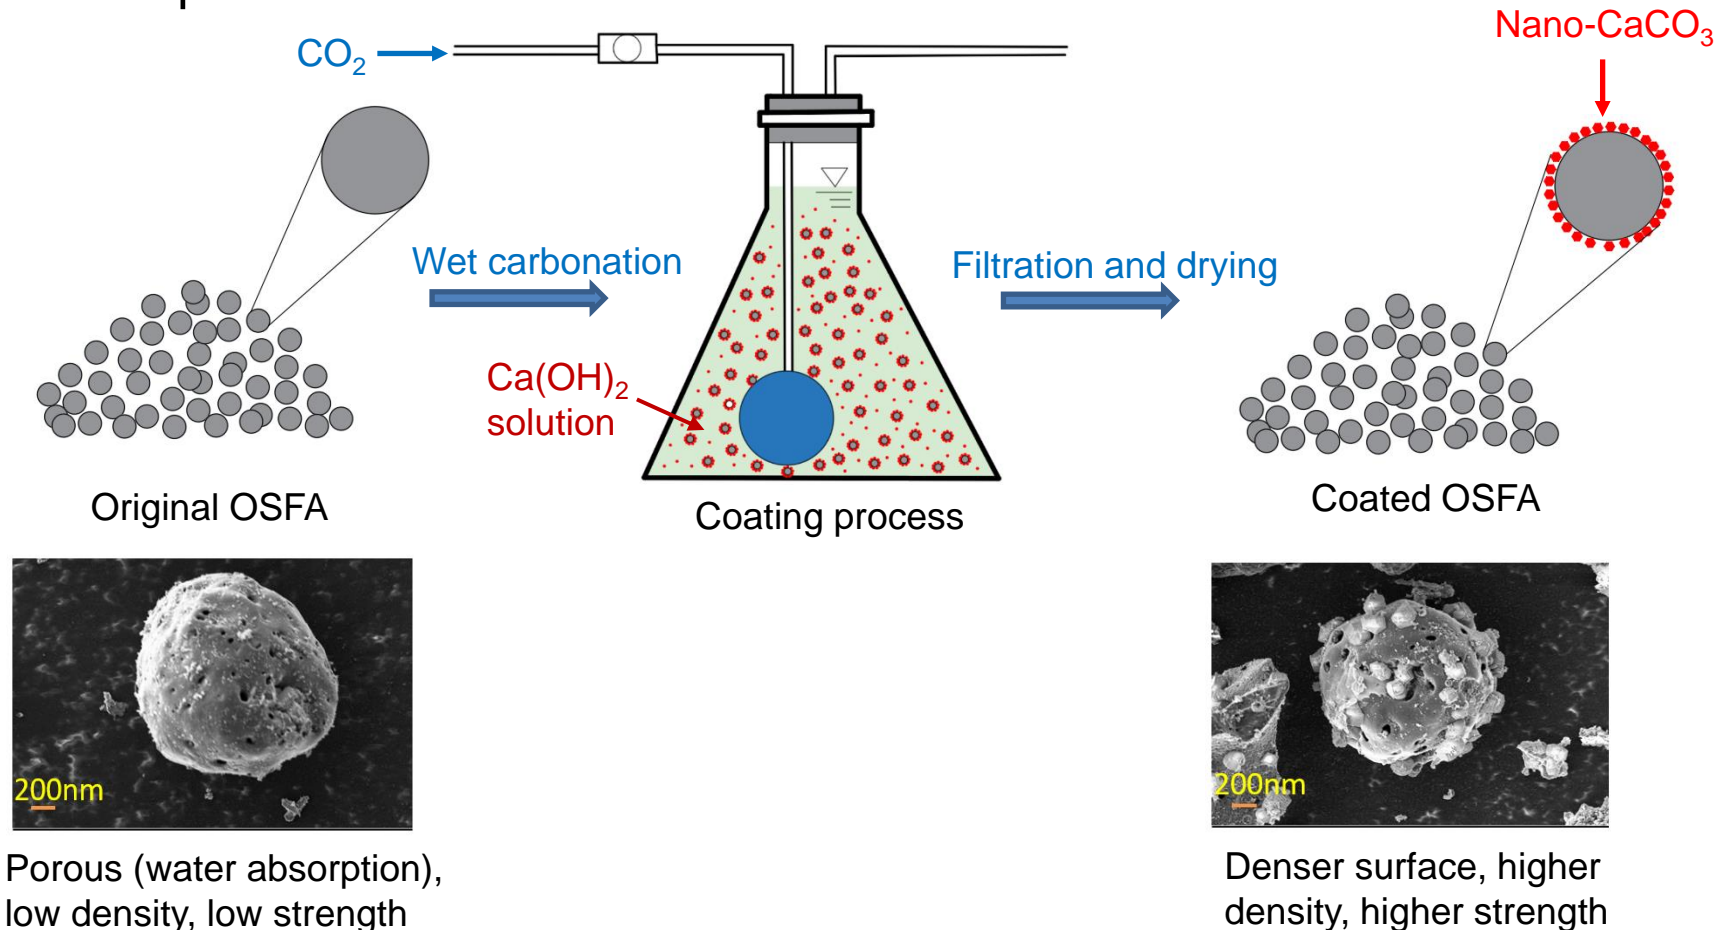 CO₂
Nano-CaCO₃
Wet carbonation
Filtration and drying
Ca(OH)₂
solution
Original OSFA
Coating process
Coated OSFA
200nm
200nm
Porous (water absorption),
low density, low strength
Denser surface, higher
density, higher strength